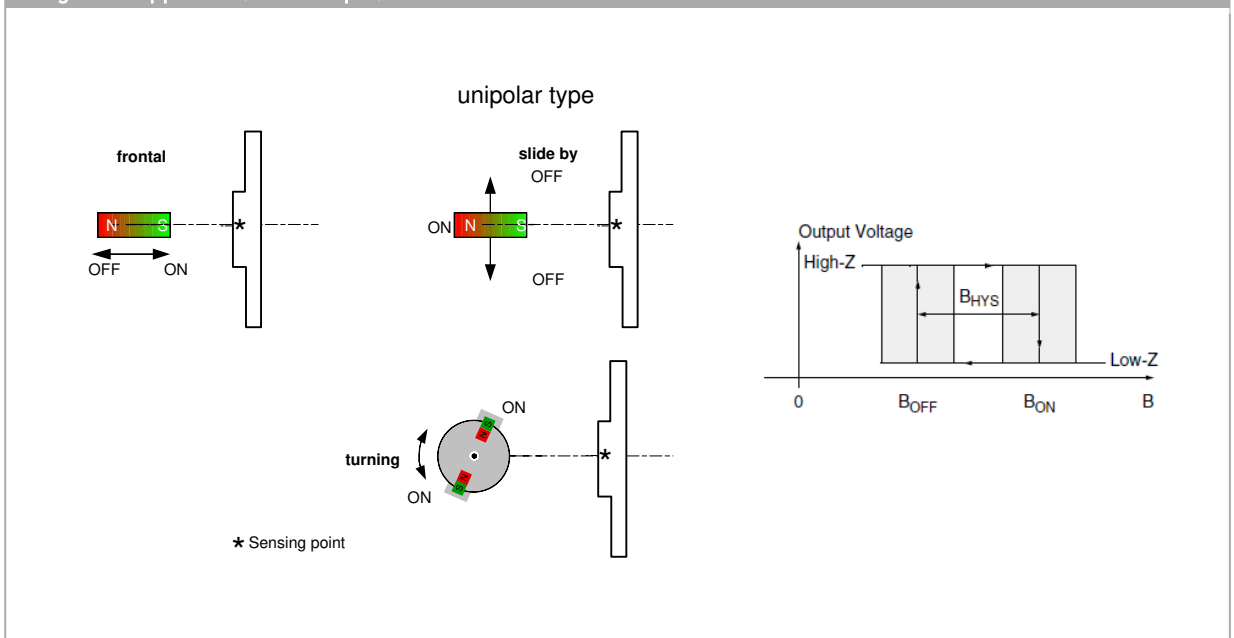 unipolar type
frontal
N S
OFF ON
slide by
OFF
ON N S
OFF
Output Voltage
High-Z
BHYS
Low-Z
0 BOFF BON B
ON
N S
turning
S N
ON
* Sensing point